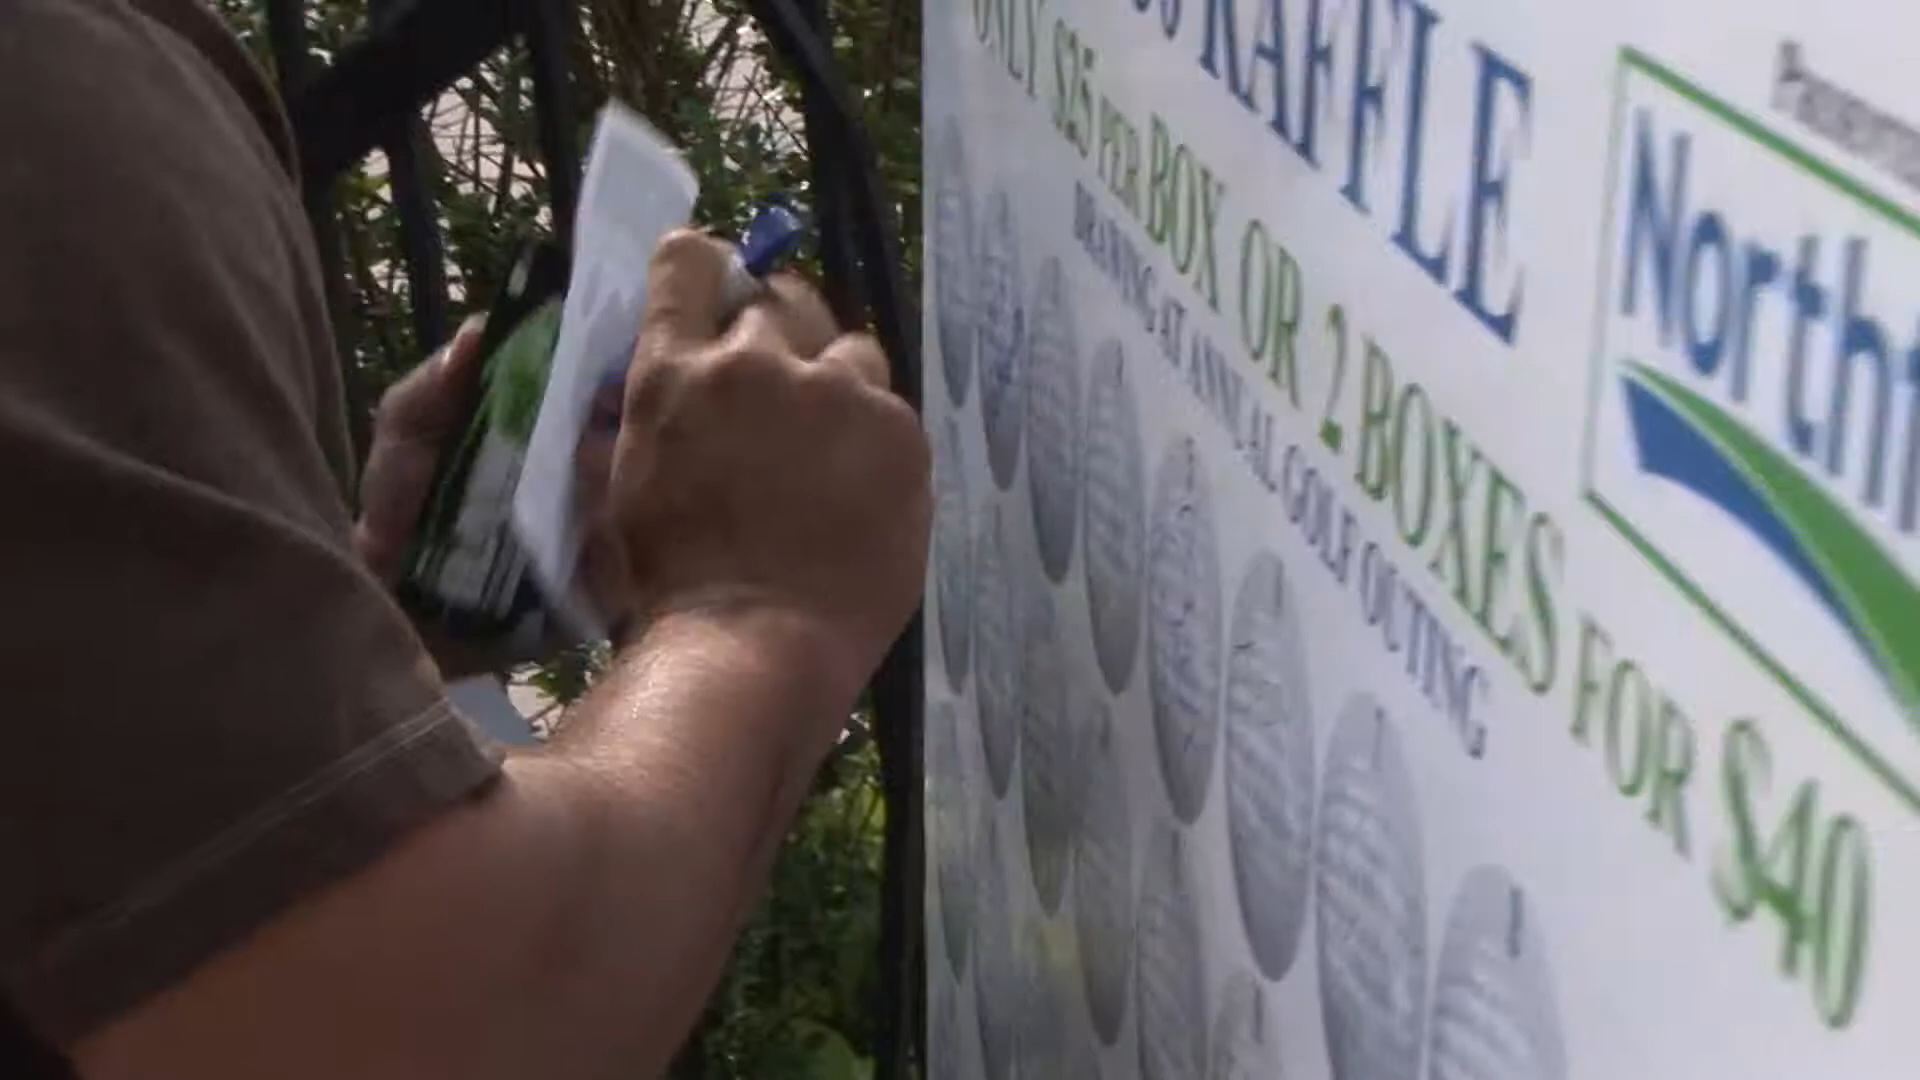 RAFFLE
ONLY $25 PER BOX OR 2 BOXES FOR $40
DRAWING AT ANNUAL GOLF OUTING
North